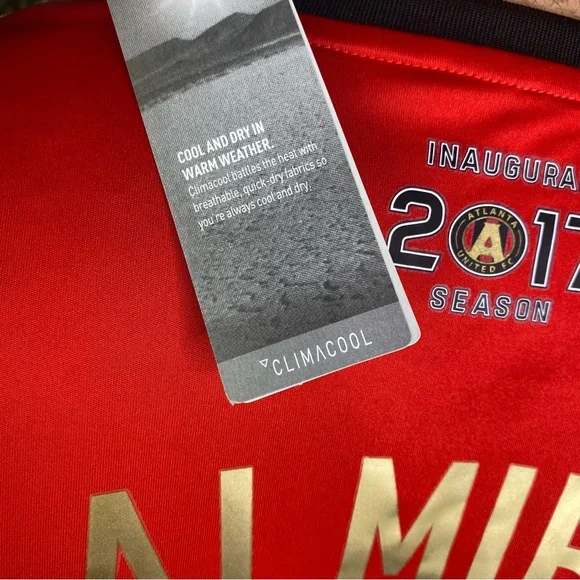 COOL AND DRY IN
WARM WEATHER.
Climacool battles the heat with
breathable, quick-dry fabrics so
you're always cool and dry.
CLIMACOOL
INAUGURA
2017
ATLANTA
A
UNITED FC
SEASON
ALMIR